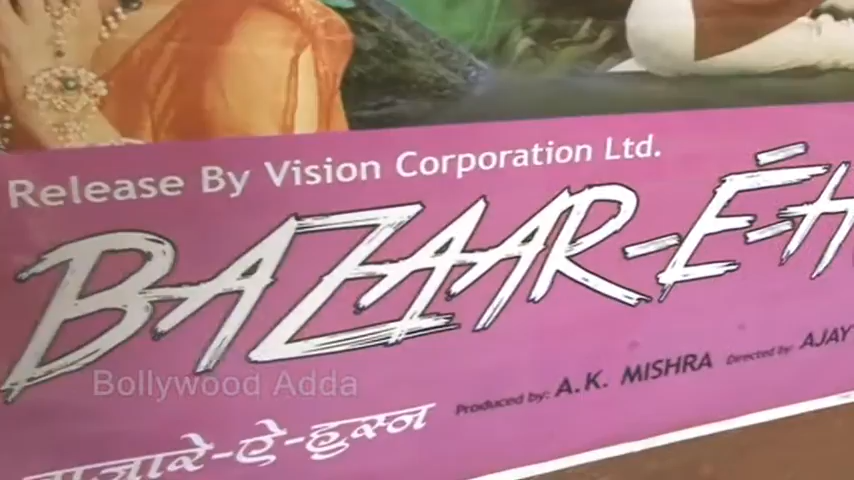 Release By Vision Corporation Ltd.
BAZAAR-E-H
Bollywood Adda
Produced by: A.K. MISHRA Directed by: AJAY
बाजारे-ऐ-हुस्न